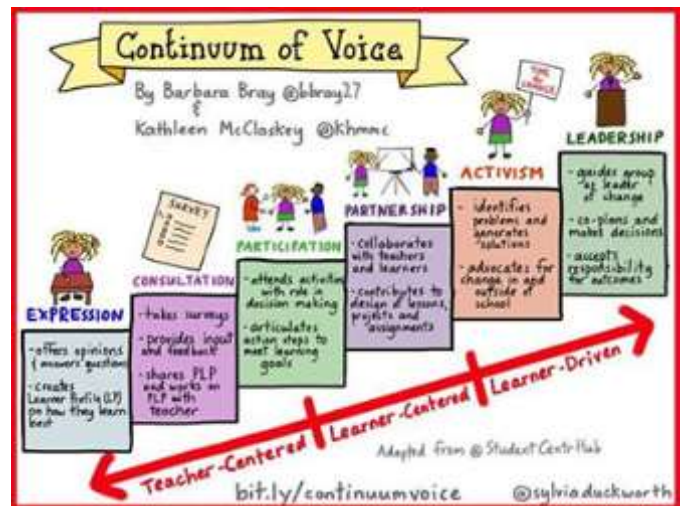 Continuum of Voice
By Barbara Bray @bbray27
&
Kathleen McClaskey @khmmc
EXPRESSION
- offers opinions
& answers questions
- creates
Learner Profile (LP)
on how they learn
best
SURVEY
CONSULTATION
- takes surveys
- provides input
and feedback
- shares PLP
and works on
PLP with
teacher
PARTICIPATION
- attends activities
with role in
decision making
- articulates
action steps to
meet learning
goals
PARTNERSHIP
- collaborates
with teachers
and learners
- contributes to
design of lessons,
projects and
assignments
TIME for CHANGE
ACTIVISM
- identifies
problems and
generates
solutions
- advocates for
change in and
outside of
school
LEADERSHIP
- guides group
as leader
of change
- co-plans and
makes decisions
- accepts
responsibility
for outcomes
Teacher-Centered
Learner-Centered
Learner-Driven
Adapted from @StudentCentrHub
bit.ly/continuumvoice
@sylviaduckworth